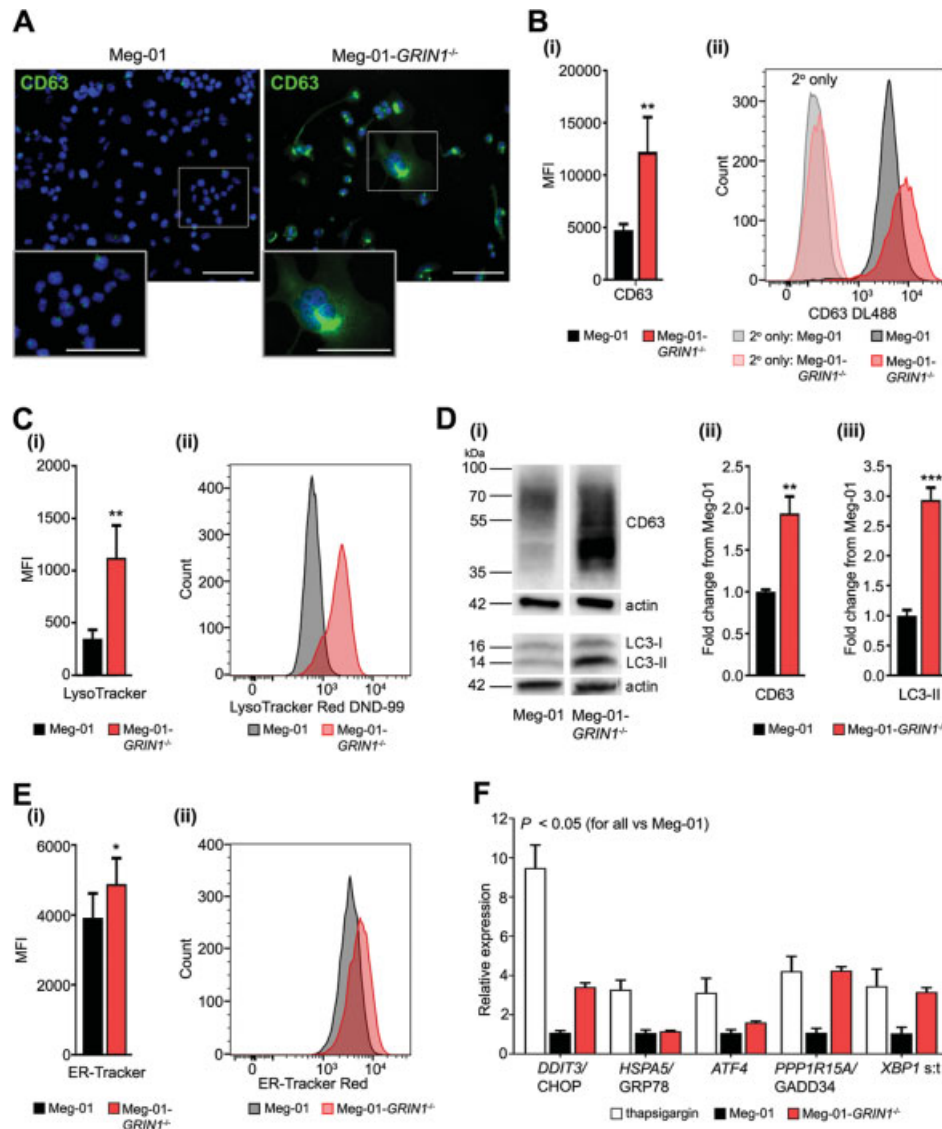 A
Meg-01
Meg-01-GRIN1-/-
CD63
CD63
B
(i)
(ii)
20000
15000
10000
5000
0
MFI
**
CD63
Meg-01
Meg-01-
GRIN1-/-
2º only
300
200
100
0
Count
0
10³
10⁴
CD63 DL488
2º only: Meg-01
Meg-01
2º only: Meg-01-
GRIN1-/-
Meg-01-
GRIN1-/-
C
(i)
(ii)
2000
1500
1000
500
0
MFI
**
LysoTracker
Meg-01
Meg-01-
GRIN1-/-
400
300
200
100
0
Count
0
10³
10⁴
LysoTracker Red DND-99
Meg-01
Meg-01-
GRIN1-/-
D
(i)
(ii)
(iii)
kDa
100
70
55
35
CD63
42
actin
16
LC3-I
14
LC3-II
42
actin
Meg-01
Meg-01-
GRIN1-/-
Fold change from Meg-01
2.5
2.0
1.5
1.0
0.5
0.0
**
CD63
Fold change from Meg-01
3.5
3.0
2.5
2.0
1.5
1.0
0.5
0.0
***
LC3-II
Meg-01
Meg-01-GRIN1-/-
E
(i)
(ii)
6000
4000
2000
0
MFI
*
ER-Tracker
Meg-01
Meg-01-
GRIN1-/-
400
300
200
100
0
Count
0
10³
10⁴
ER-Tracker Red
Meg-01
Meg-01-GRIN1-/-
F
P < 0.05 (for all vs Meg-01)
12
10
8
6
4
2
0
Relative expression
DDIT3/
CHOP
HSPA5/
GRP78
ATF4
PPP1R15A/
GADD34
XBP1 s:t
thapsigargin
Meg-01
Meg-01-GRIN1-/-